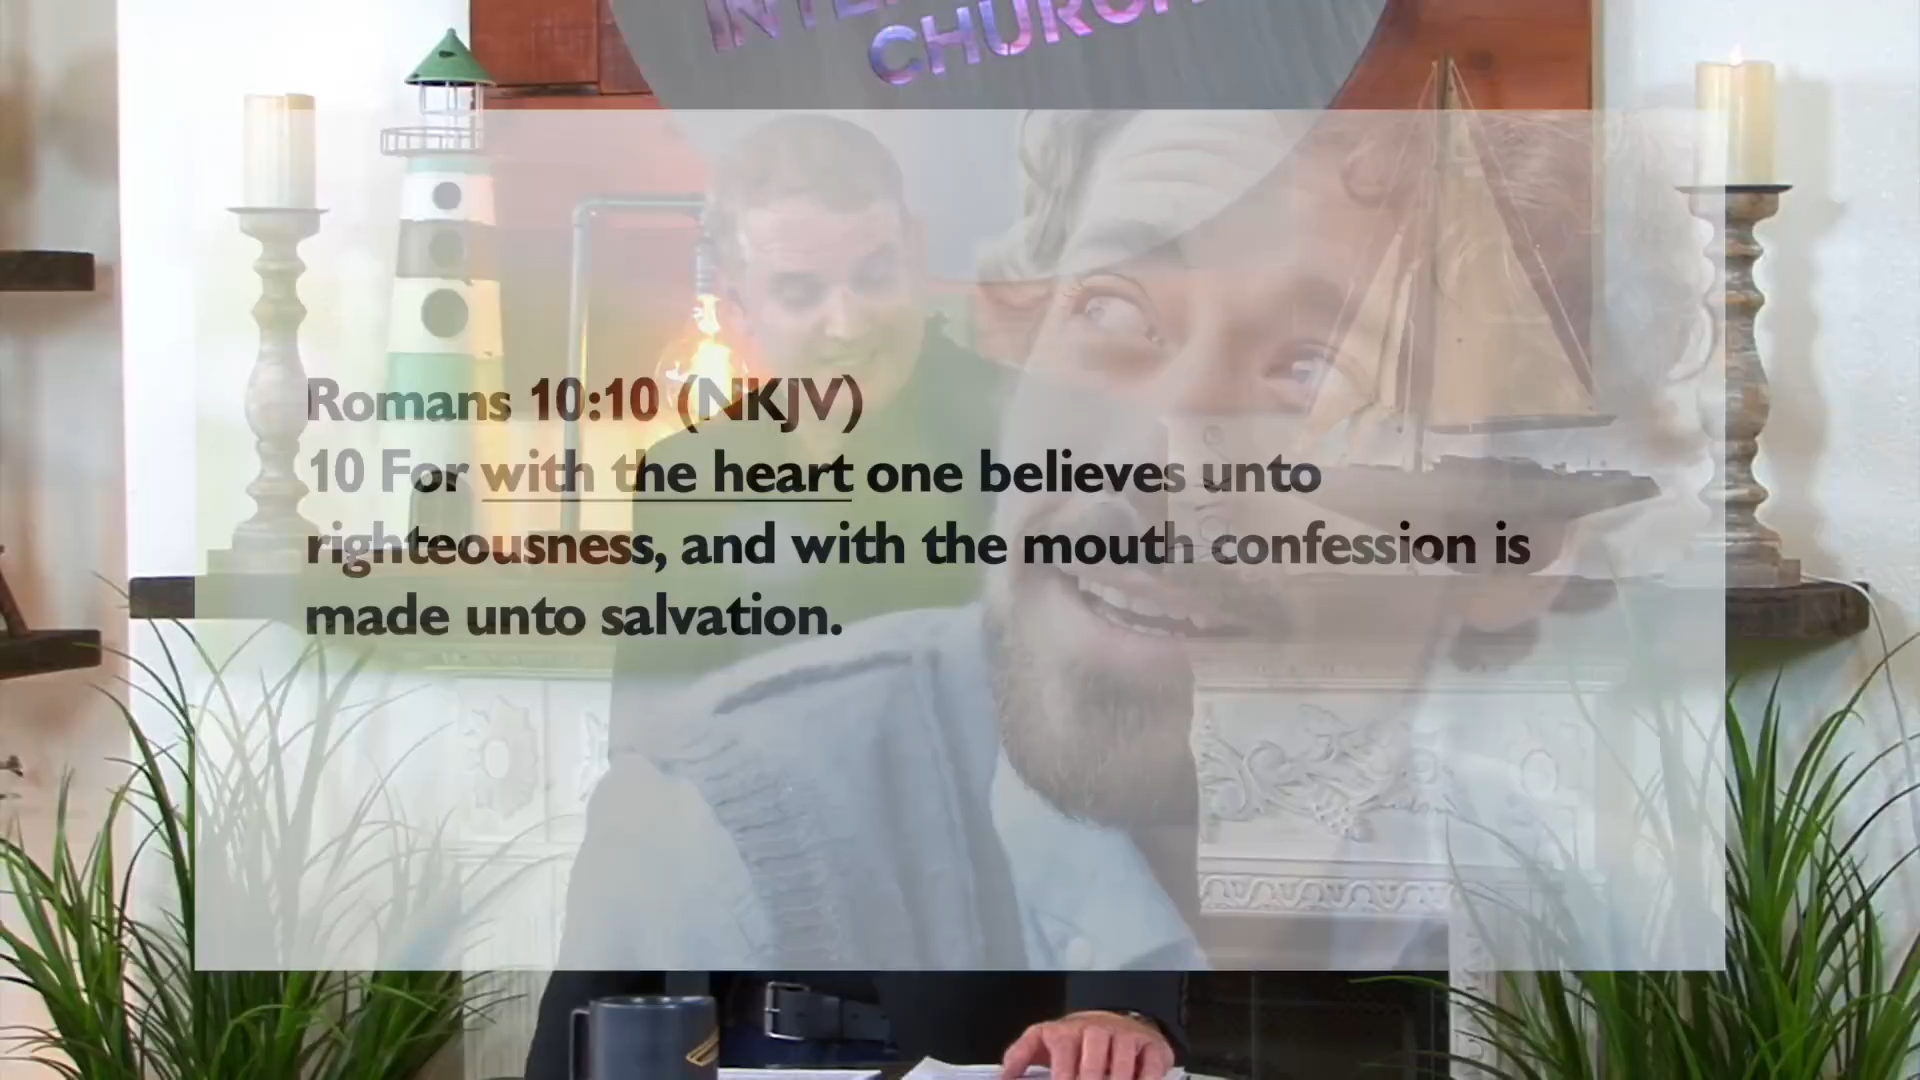 CHURCH
Romans 10:10 (NKJV)
10 For with the heart one believes unto
righteousness, and with the mouth confession is
made unto salvation.